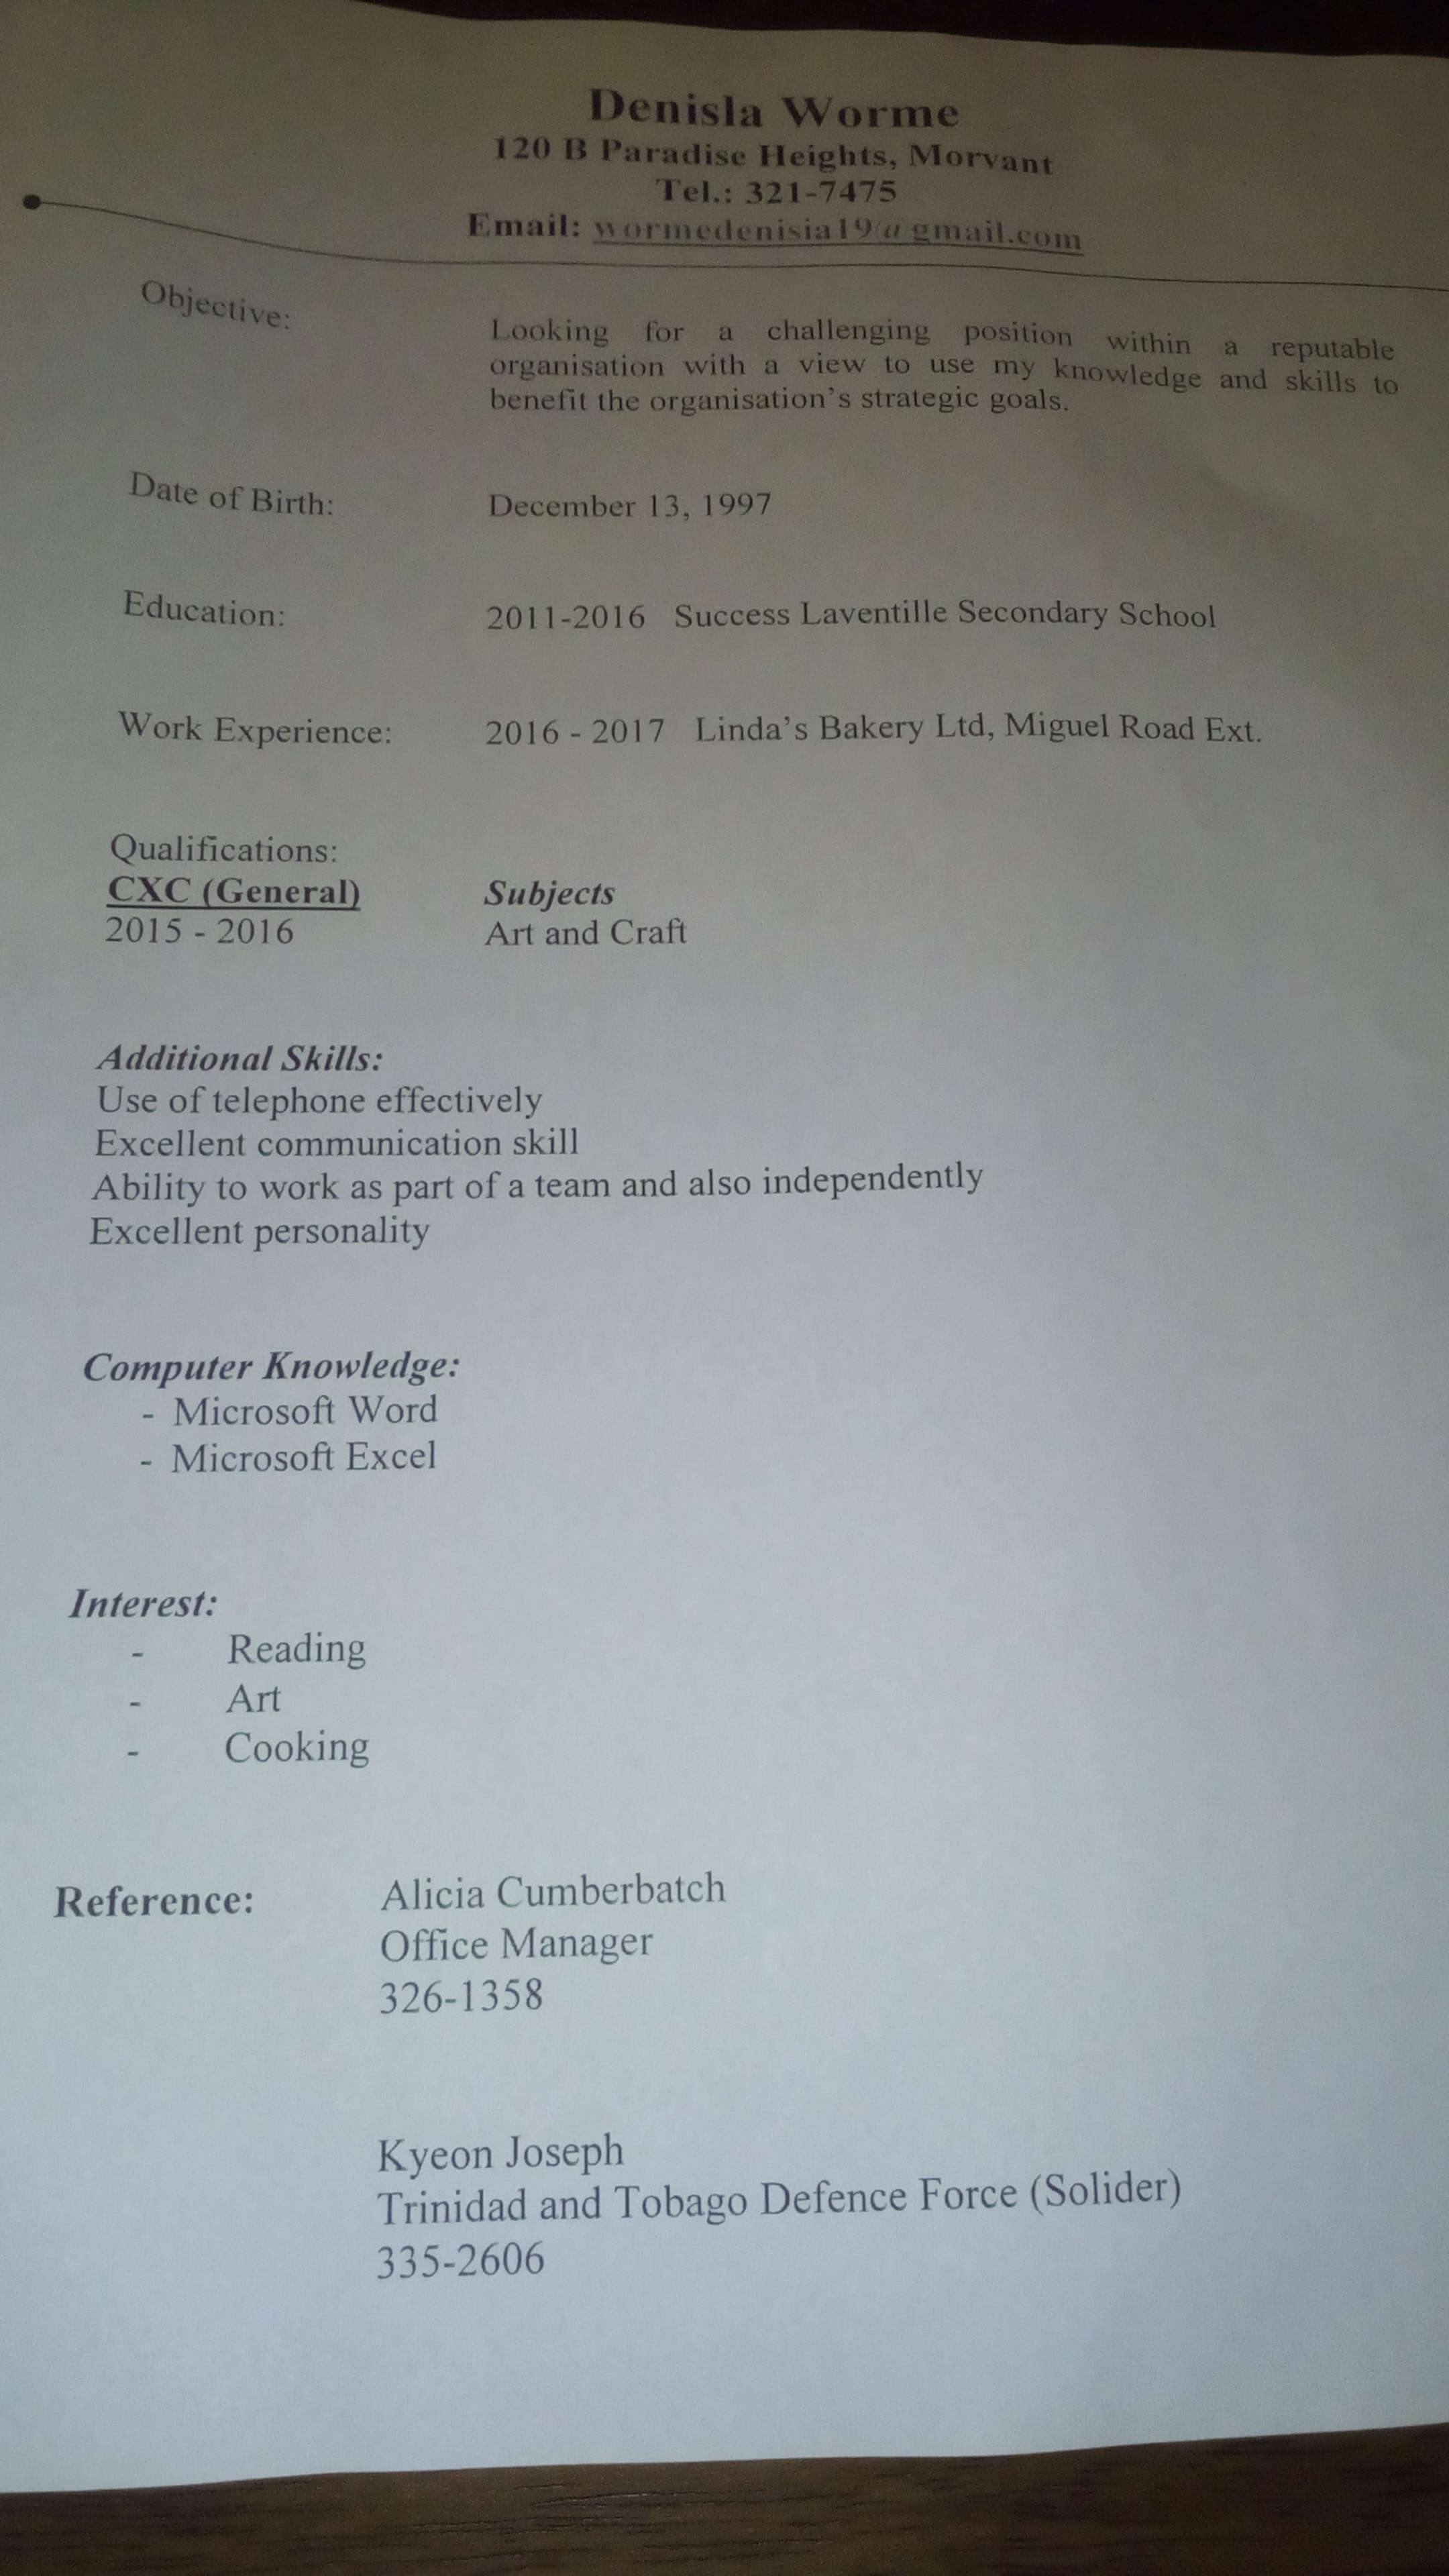 Denisla Worme
120 B Paradise Heights, Morvant
Tel.: 321-7475
Email: wormedenisia19@gmail.com
Objective:
Looking for a challenging position within a reputable
organisation with a view to use my knowledge and skills to
benefit the organisation's strategic goals.
Date of Birth: December 13, 1997
Education: 2011-2016 Success Laventille Secondary School
Work Experience: 2016 - 2017 Linda's Bakery Ltd, Miguel Road Ext.
Qualifications:
CXC (General) Subjects
2015 - 2016 Art and Craft
Additional Skills:
Use of telephone effectively
Excellent communication skill
Ability to work as part of a team and also independently
Excellent personality
Computer Knowledge:
- Microsoft Word
- Microsoft Excel
Interest:
- Reading
- Art
- Cooking
Reference: Alicia Cumberbatch
Office Manager
326-1358
Kyeon Joseph
Trinidad and Tobago Defence Force (Solider)
335-2606